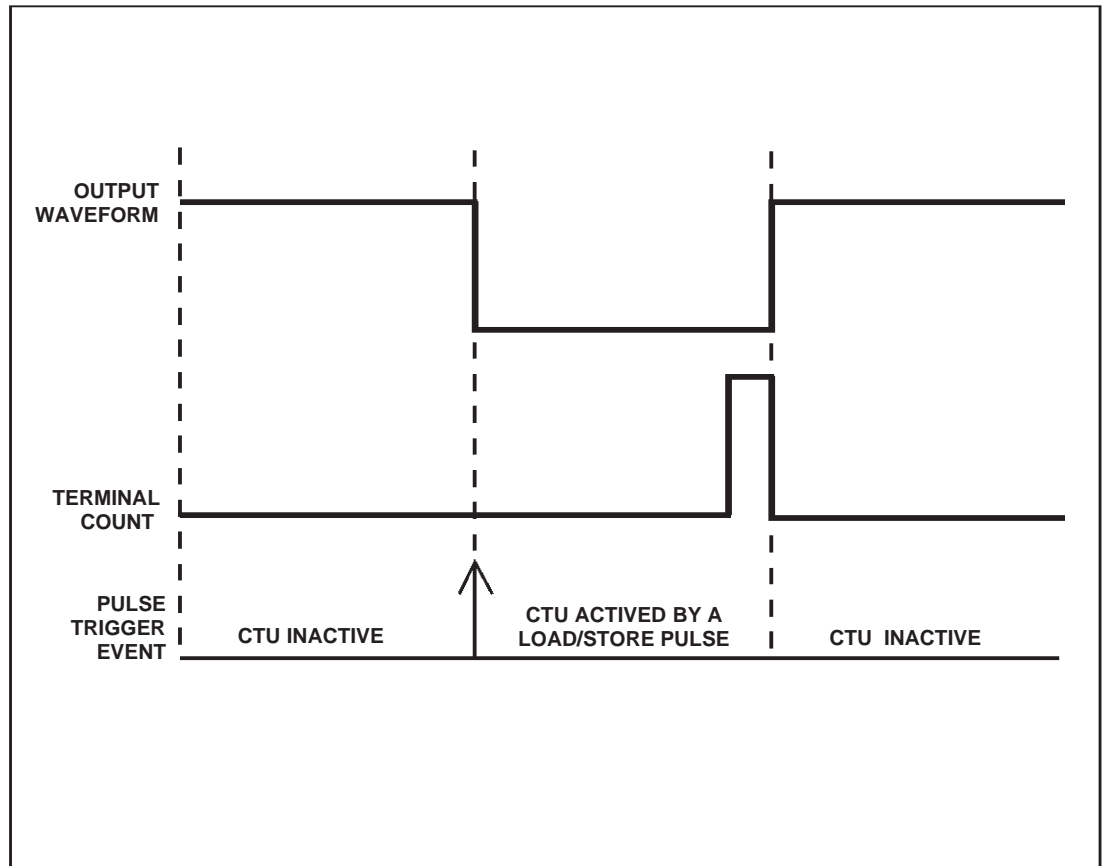 OUTPUT
WAVEFORM
TERMINAL
COUNT
PULSE
TRIGGER
EVENT
CTU INACTIVE
CTU ACTIVED BY A
LOAD/STORE PULSE
CTU INACTIVE